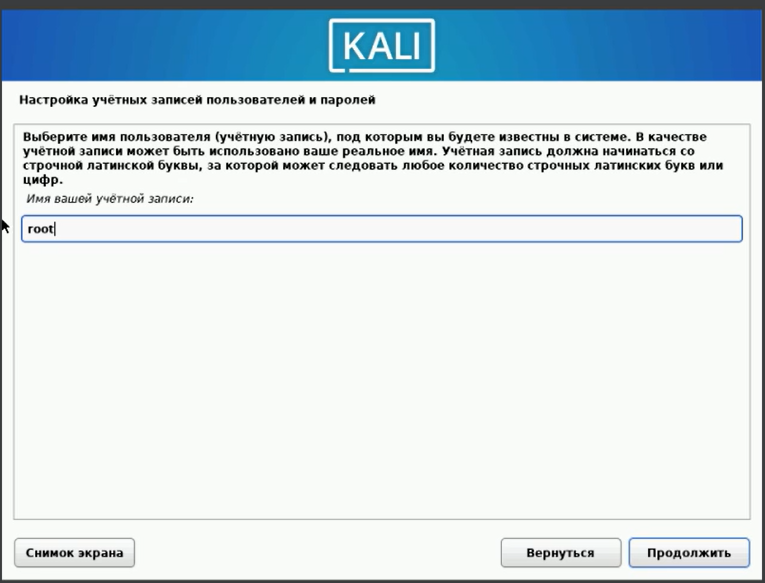 KALI
Настройка учётных записей пользователей и паролей
Выберите имя пользователя (учётную запись), под которым вы будете известны в системе. В качестве
учётной записи может быть использовано ваше реальное имя. Учётная запись должна начинаться со
строчной латинской буквы, за которой может следовать любое количество строчных латинских букв или
цифр.
Имя вашей учётной записи:
root
Снимок экрана
Вернуться
Продолжить